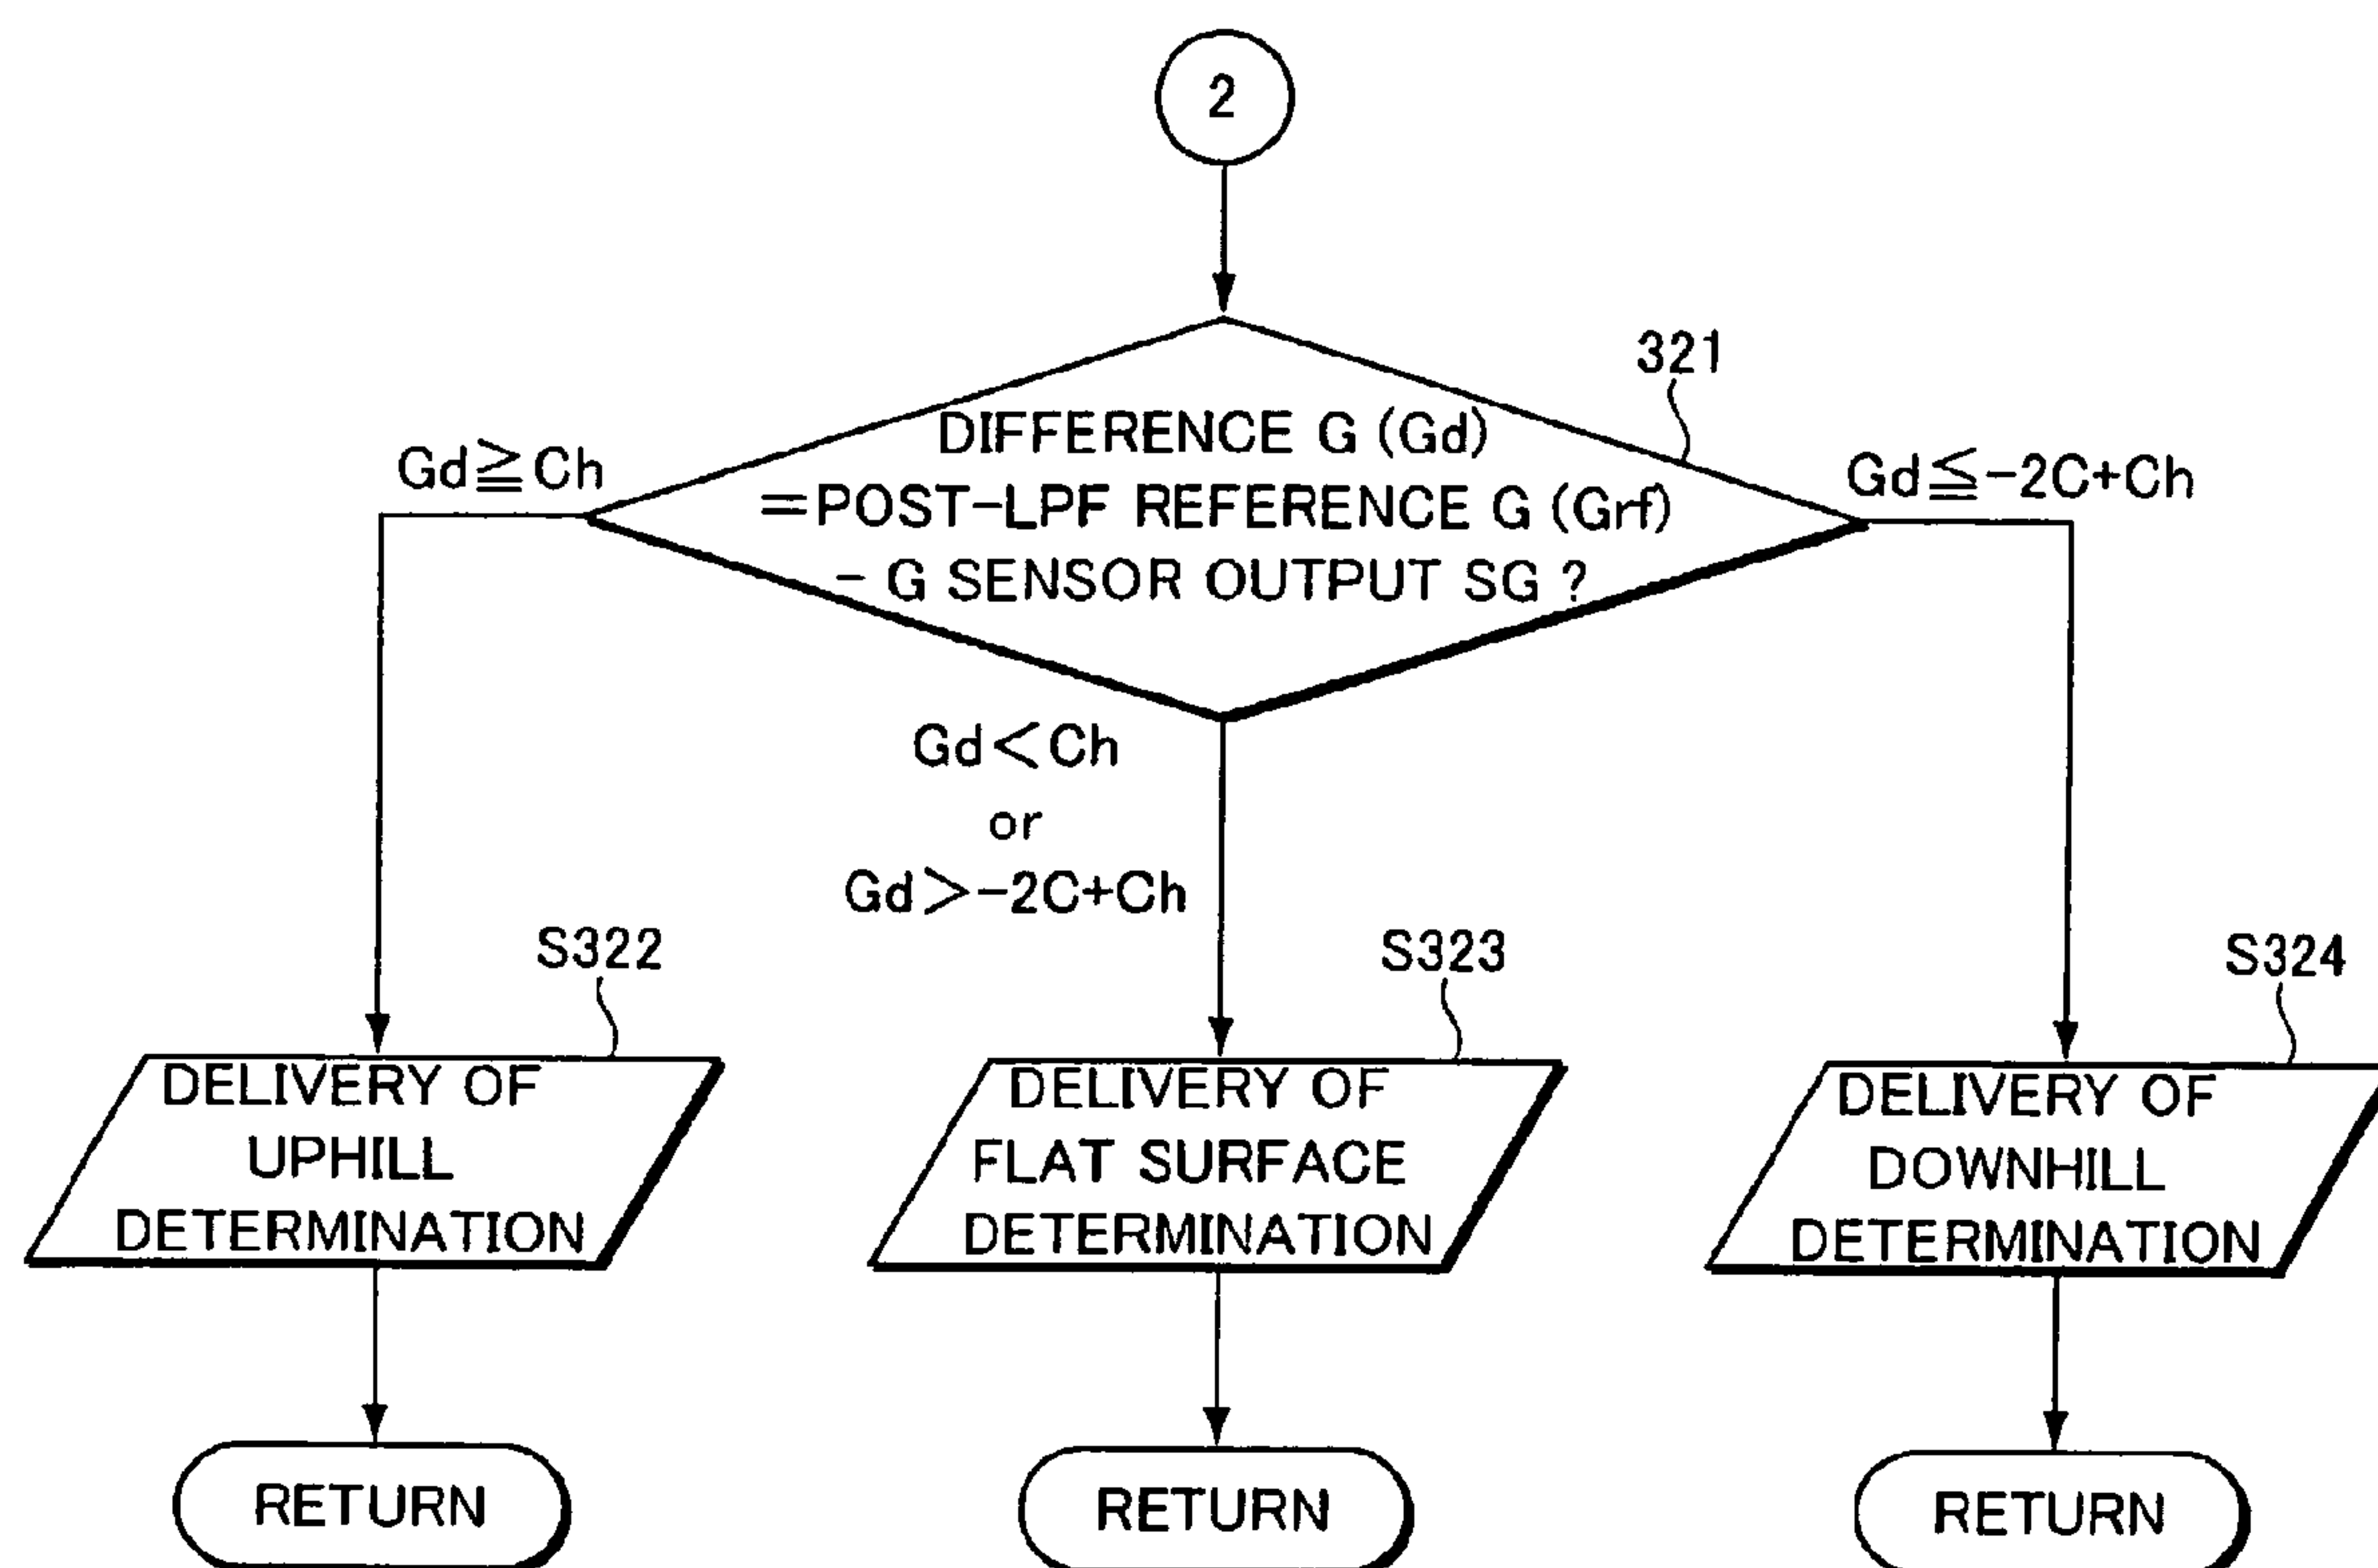 2
321
DIFFERENCE G (Gd)
=POST-LPF REFERENCE G (Grf)
- G SENSOR OUTPUT SG ?
Gd≧Ch
Gd≦-2C+Ch
Gd<Ch
or
Gd>-2C+Ch
S322
DELIVERY OF
UPHILL
DETERMINATION
S323
DELIVERY OF
FLAT SURFACE
DETERMINATION
S324
DELIVERY OF
DOWNHILL
DETERMINATION
RETURN
RETURN
RETURN